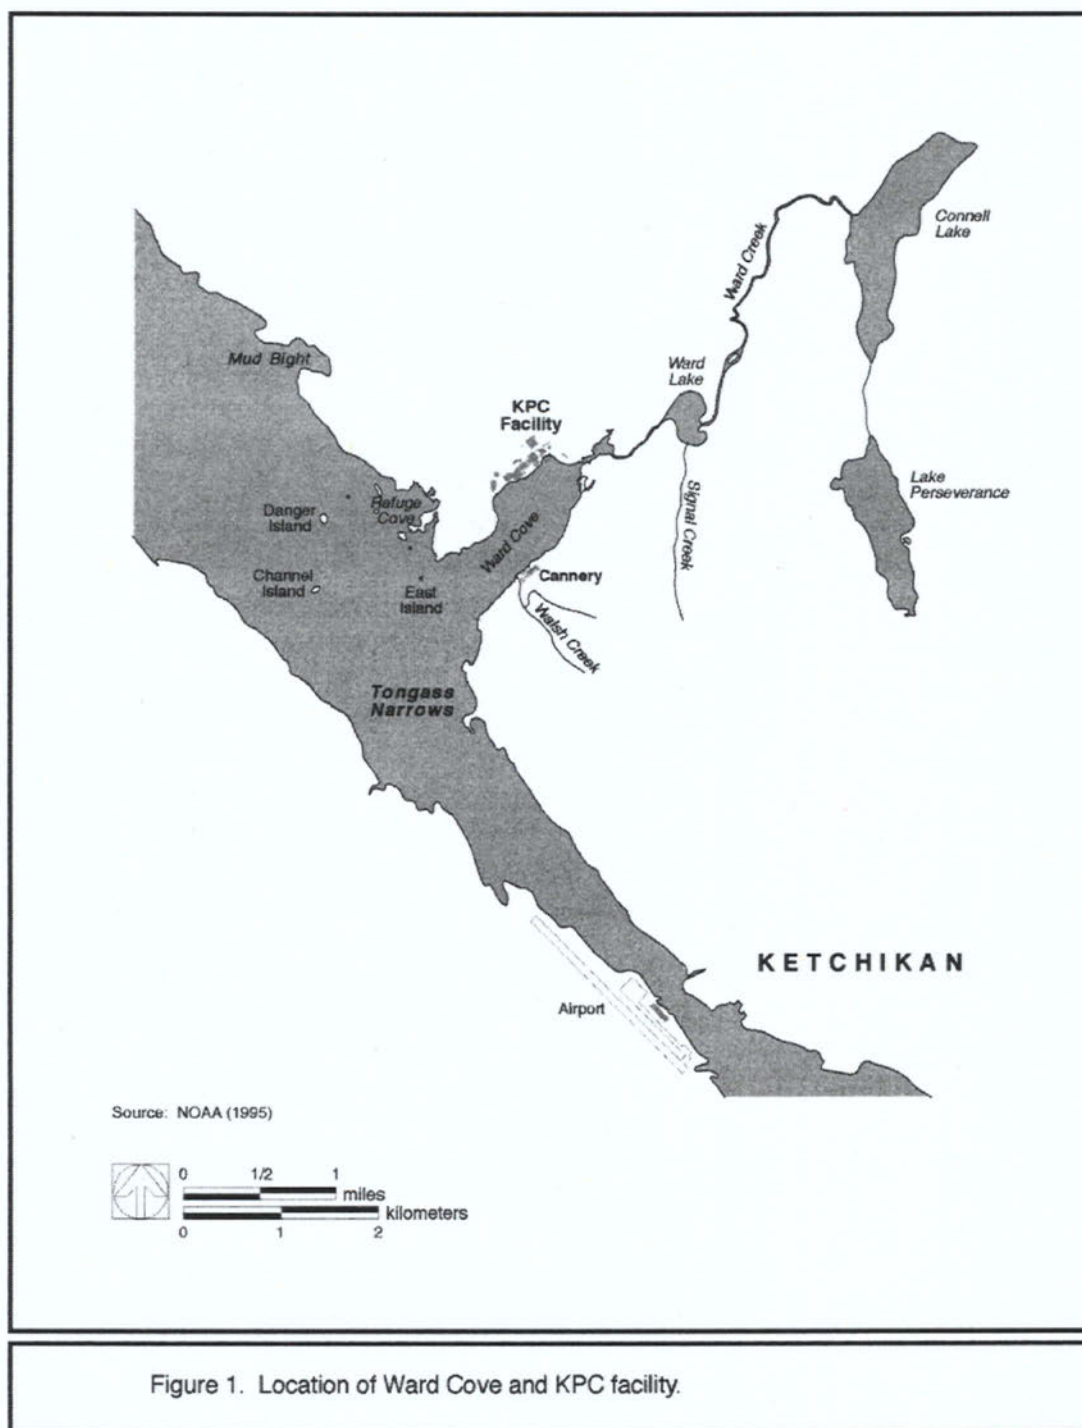 Connell
Lake
Ward Creek
Mud Bight
Ward
Lake
KPC
Facility
Lake
Perseverance
Signal Creek
Refuge
Cove
Danger
Island
Ward Cove
Channel
Island
East
Island
Cannery
Walsh Creek
Tongass
Narrows
KETCHIKAN
Airport
Source: NOAA (1995)
0 1/2 1
miles
kilometers
0 1 2
Figure 1. Location of Ward Cove and KPC facility.